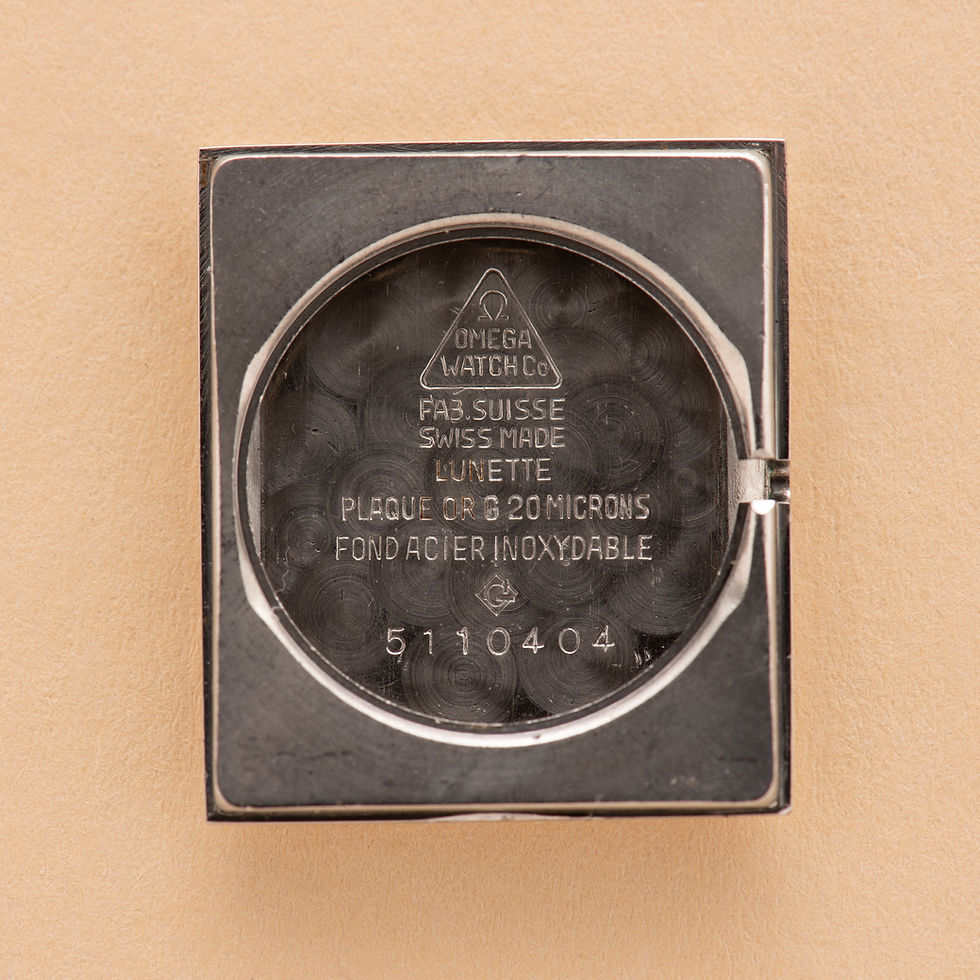 Ω
OMEGA
WATCH Co
FAB. SUISSE
SWISS MADE
LUNETTE
PLAQUE OR G 20 MICRONS
FOND ACIER INOXYDABLE
G
5110404